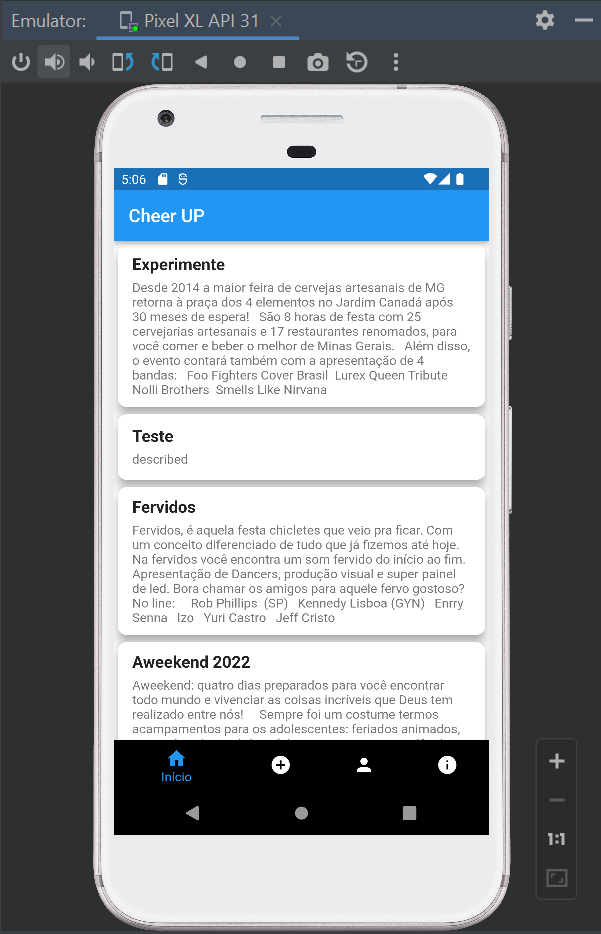 Emulator: Pixel XL API 31
5:06
Cheer UP
Experimente
Desde 2014 a maior feira de cervejas artesanais de MG
retorna à praça dos 4 elementos no Jardim Canadá após
30 meses de espera! São 8 horas de festa com 25
cervejarias artesanais e 17 restaurantes renomados, para
você comer e beber o melhor de Minas Gerais. Além disso,
o evento contará também com a apresentação de 4
bandas: Foo Fighters Cover Brasil Lurex Queen Tribute
Nolli Brothers Smells Like Nirvana
Teste
described
Fervidos
Fervidos, é aquela festa chicletes que veio pra ficar. Com
um conceito diferenciado de tudo que já fizemos até hoje.
Na fervidos você encontra um som fervido do início ao fim.
Apresentação de Dancers, produção visual e super painel
de led. Bora chamar os amigos para aquele fervo gostoso?
No line: Rob Phillips (SP) Kennedy Lisboa (GYN) Enrry
Senna Izo Yuri Castro Jeff Cristo
Aweekend 2022
Aweekend: quatro dias preparados para você encontrar
todo mundo e vivenciar as coisas incríveis que Deus tem
realizado entre nós! Sempre foi um costume termos
acampamentos para os adolescentes: feriados animados,
Início
1:1